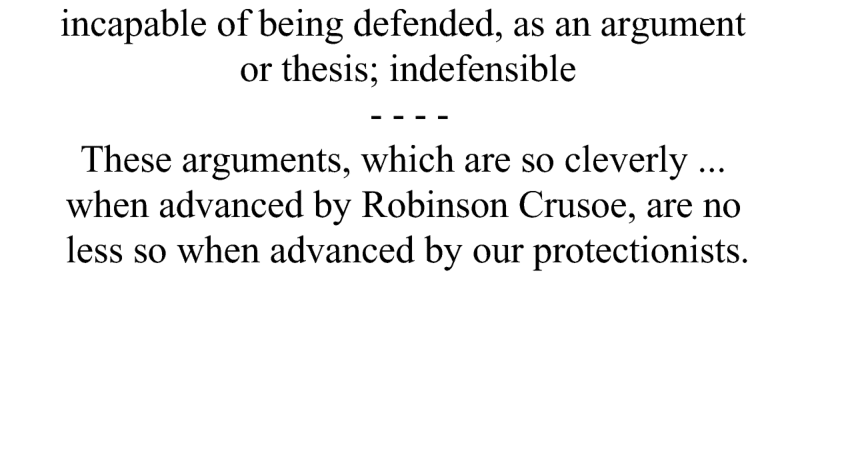 incapable of being defended, as an argument
or thesis; indefensible
- - - -
These arguments, which are so cleverly ...
when advanced by Robinson Crusoe, are no
less so when advanced by our protectionists.